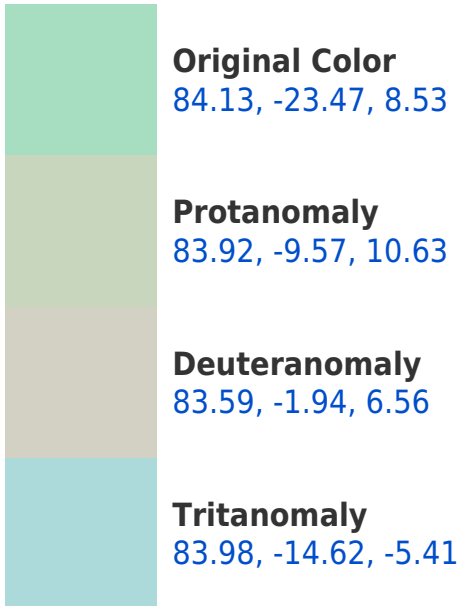 Original Color
84.13, -23.47, 8.53
Protanomaly
83.92, -9.57, 10.63
Deuteranomaly
83.59, -1.94, 6.56
Tritanomaly
83.98, -14.62, -5.41